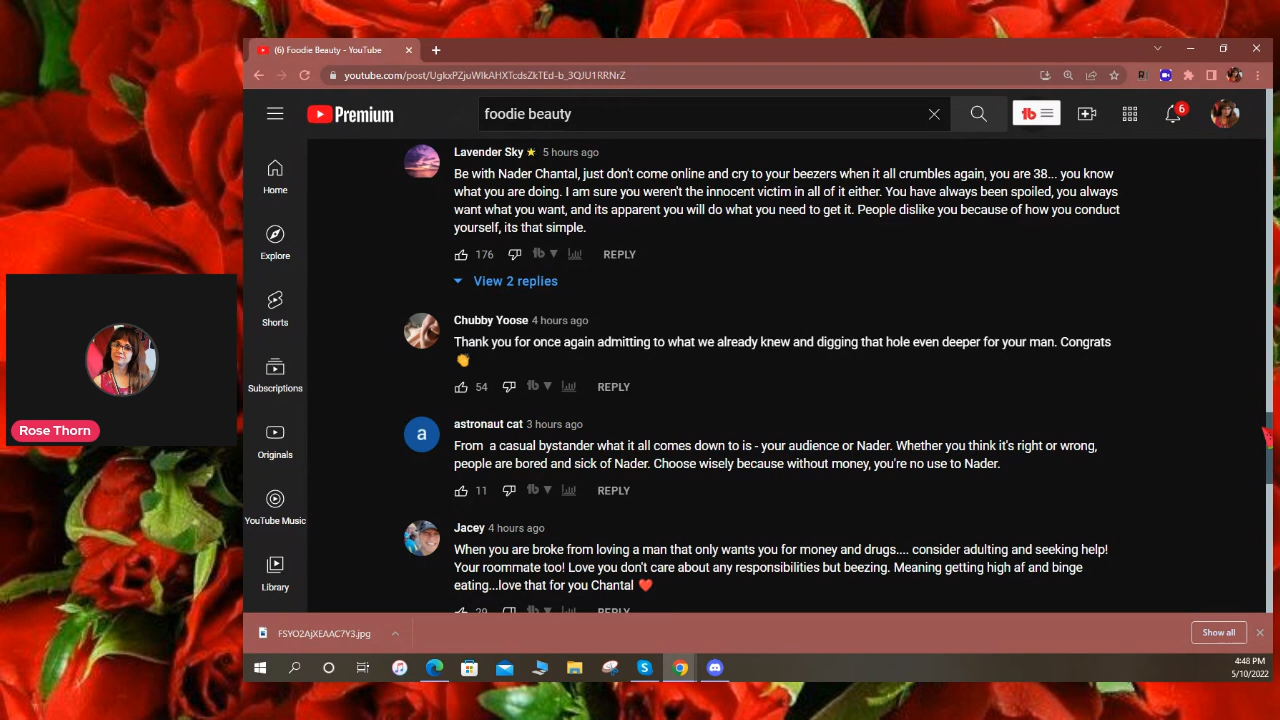 (6) Foodie Beauty - YouTube
youtube.com/post/UgkxPZjuWIkAHXTcdsZkTEd-b_3QJU1RRNrZ
Premium
foodie beauty
tb
6
Home
Explore
Shorts
Subscriptions
Originals
YouTube Music
Library
Rose Thorn
Lavender Sky 5 hours ago
Be with Nader Chantal, just don't come online and cry to your beezers when it all crumbles again, you are 38... you know
what you are doing. I am sure you weren't the innocent victim in all of it either. You have always been spoiled, you always
want what you want, and its apparent you will do what you need to get it. People dislike you because of how you conduct
yourself, its that simple.
176 tb REPLY
View 2 replies
Chubby Yoose 4 hours ago
Thank you for once again admitting to what we already knew and digging that hole even deeper for your man. Congrats
👏
54 tb REPLY
a
astronaut cat 3 hours ago
From a casual bystander what it all comes down to is - your audience or Nader. Whether you think it's right or wrong,
people are bored and sick of Nader. Choose wisely because without money, you're no use to Nader.
11 tb REPLY
Jacey 4 hours ago
When you are broke from loving a man that only wants you for money and drugs.... consider adulting and seeking help!
Your roommate too! Love you don't care about any responsibilities but beezing. Meaning getting high af and binge
eating...love that for you Chantal ❤️
29 tb REPLY
FSYO2AjXEAAC7Y3.jpg
Show all
4:48 PM
5/10/2022